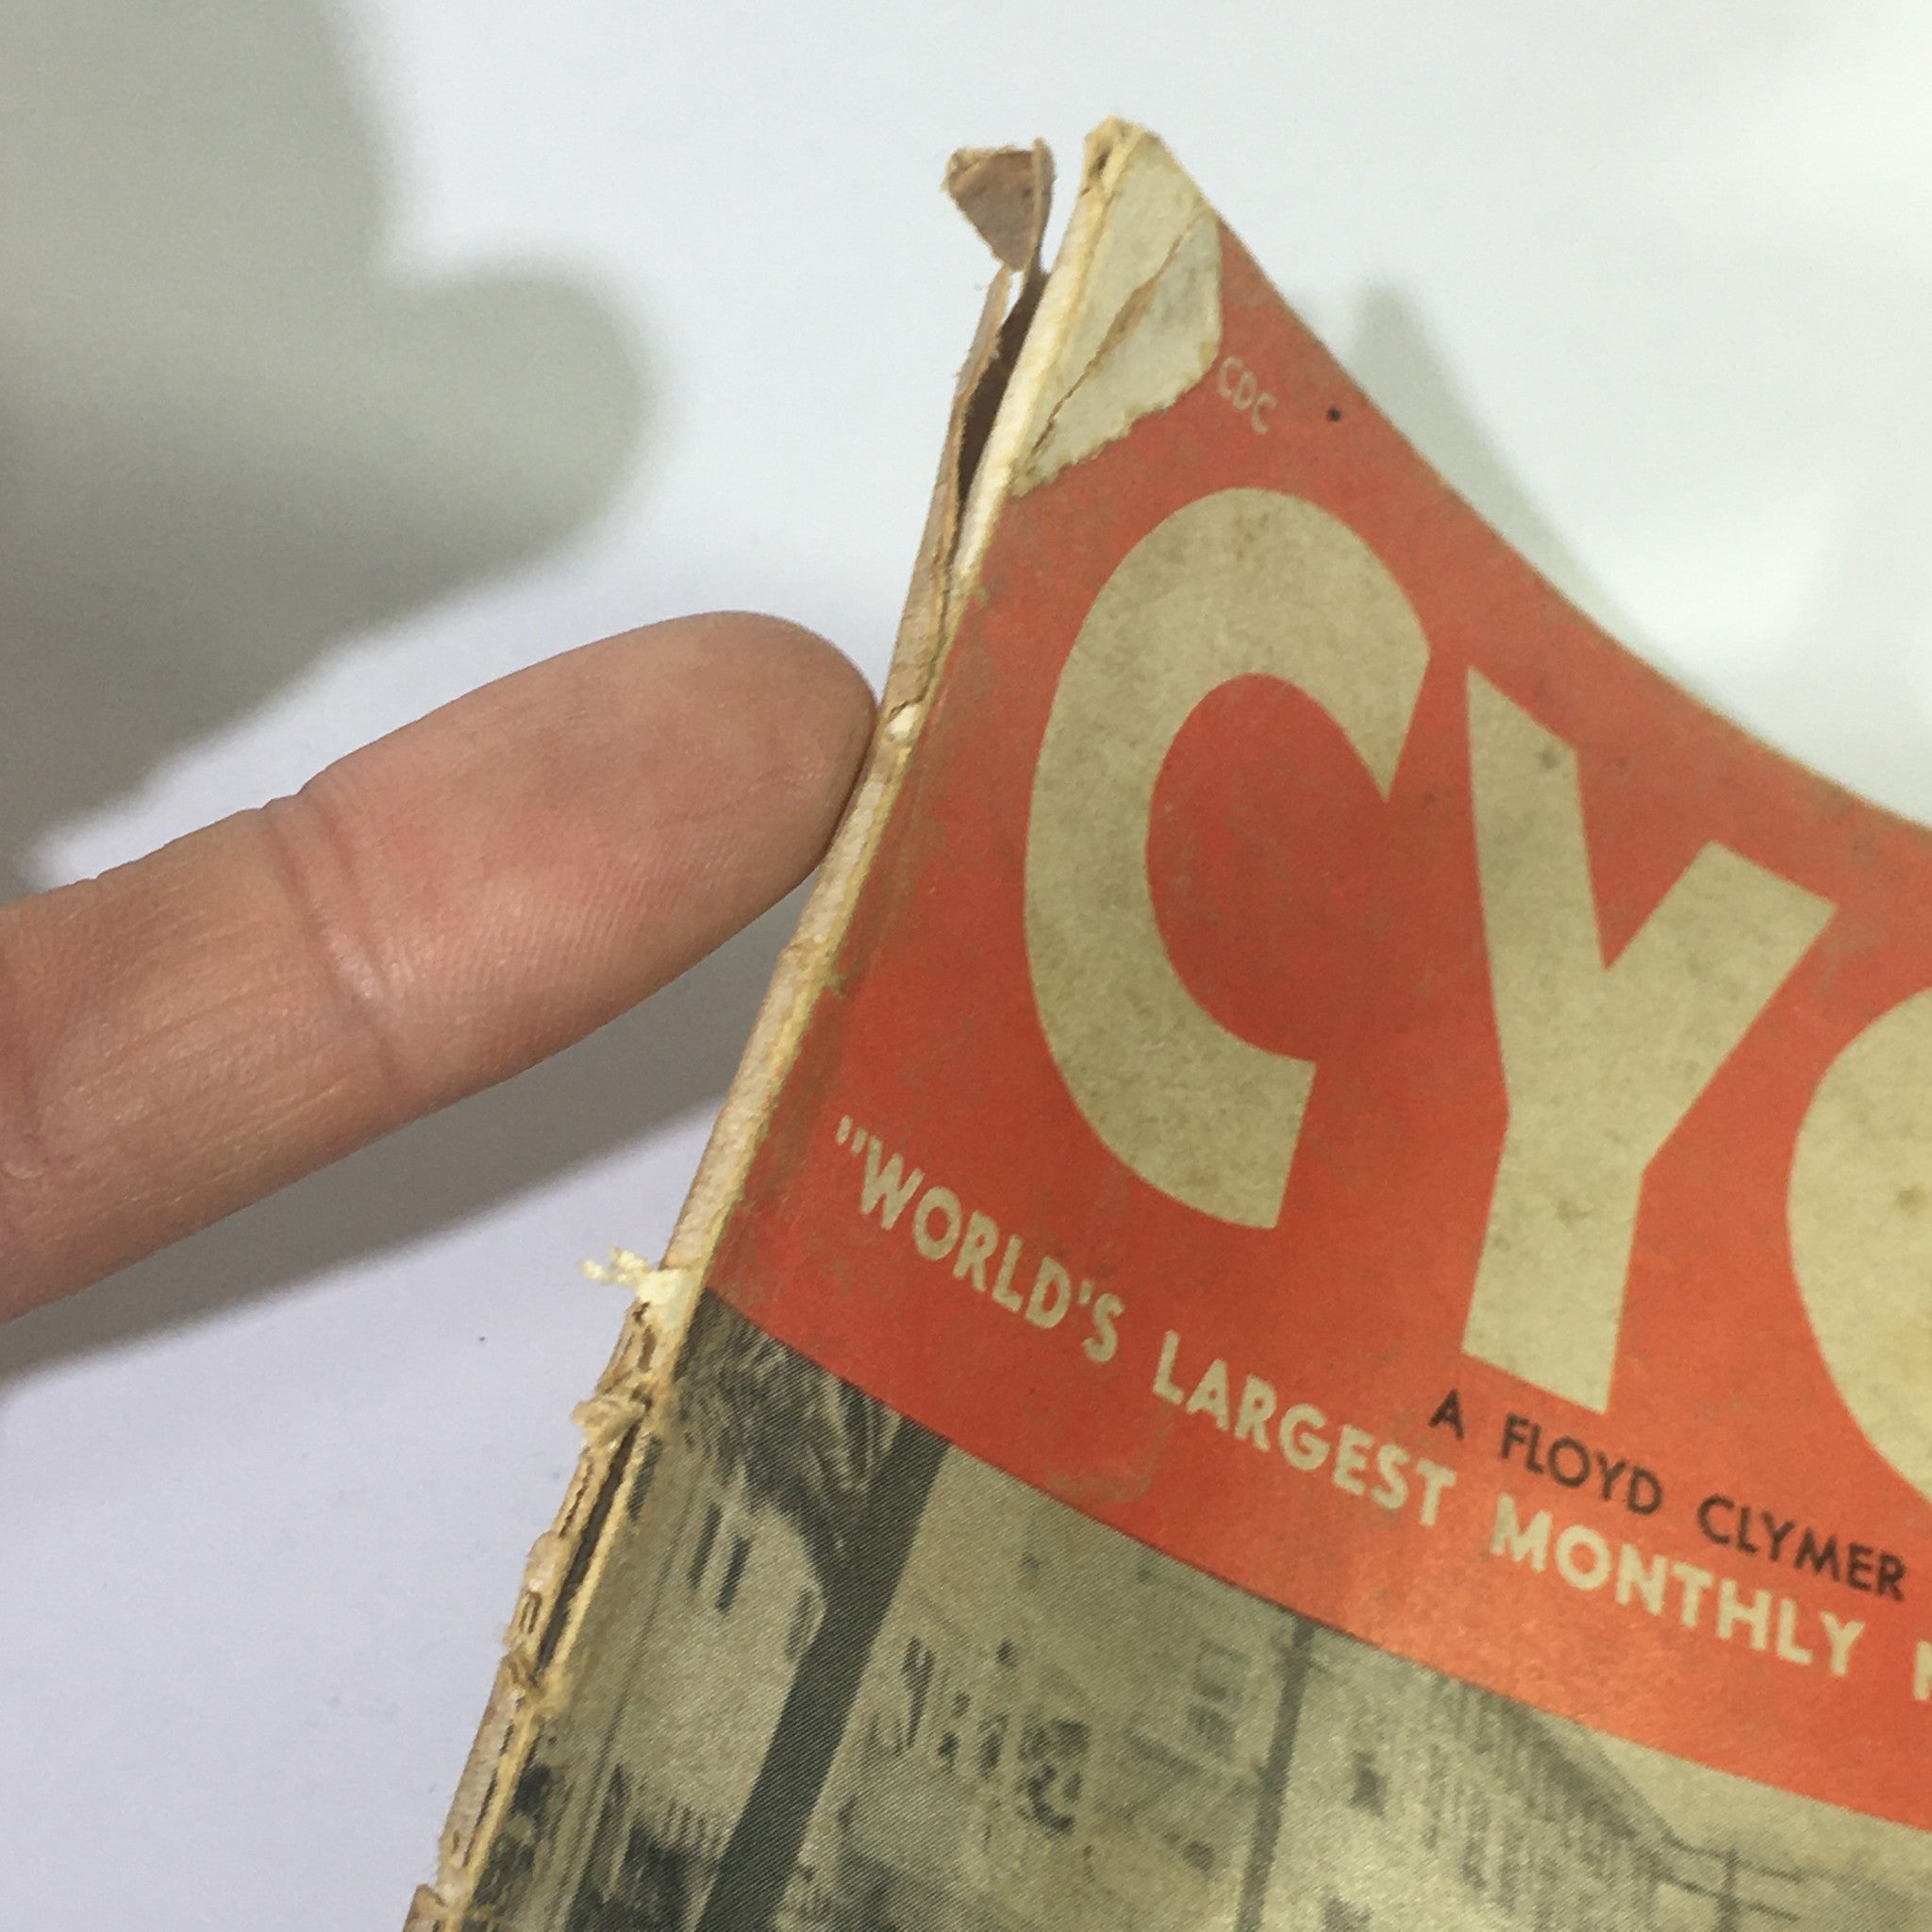 CDC
CY
A FLOYD CLYMER
"WORLD'S LARGEST MONTHLY